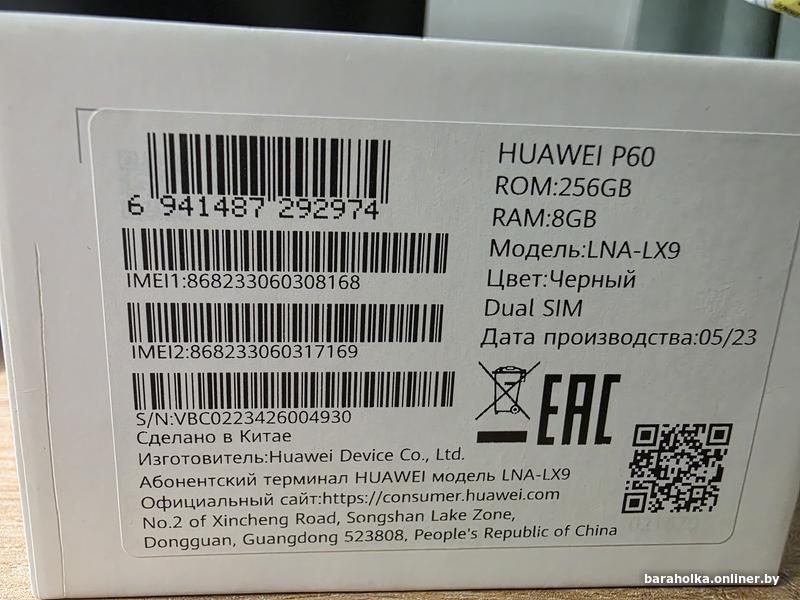 6 941487 292974
IMEI1:868233060308168
IMEI2:868233060317169
S/N:VBC0223426004930
Сделано в Китае
Изготовитель:Huawei Device Co., Ltd.
Абонентский терминал HUAWEI модель LNA-LX9
Официальный сайт:https://consumer.huawei.com
No.2 of Xincheng Road, Songshan Lake Zone,
Dongguan, Guangdong 523808, People's Republic of China
HUAWEI P60
ROM:256GB
RAM:8GB
Модель:LNA-LX9
Цвет:Черный
Dual SIM
Дата производства:05/23
EAC
baraholka.onliner.by